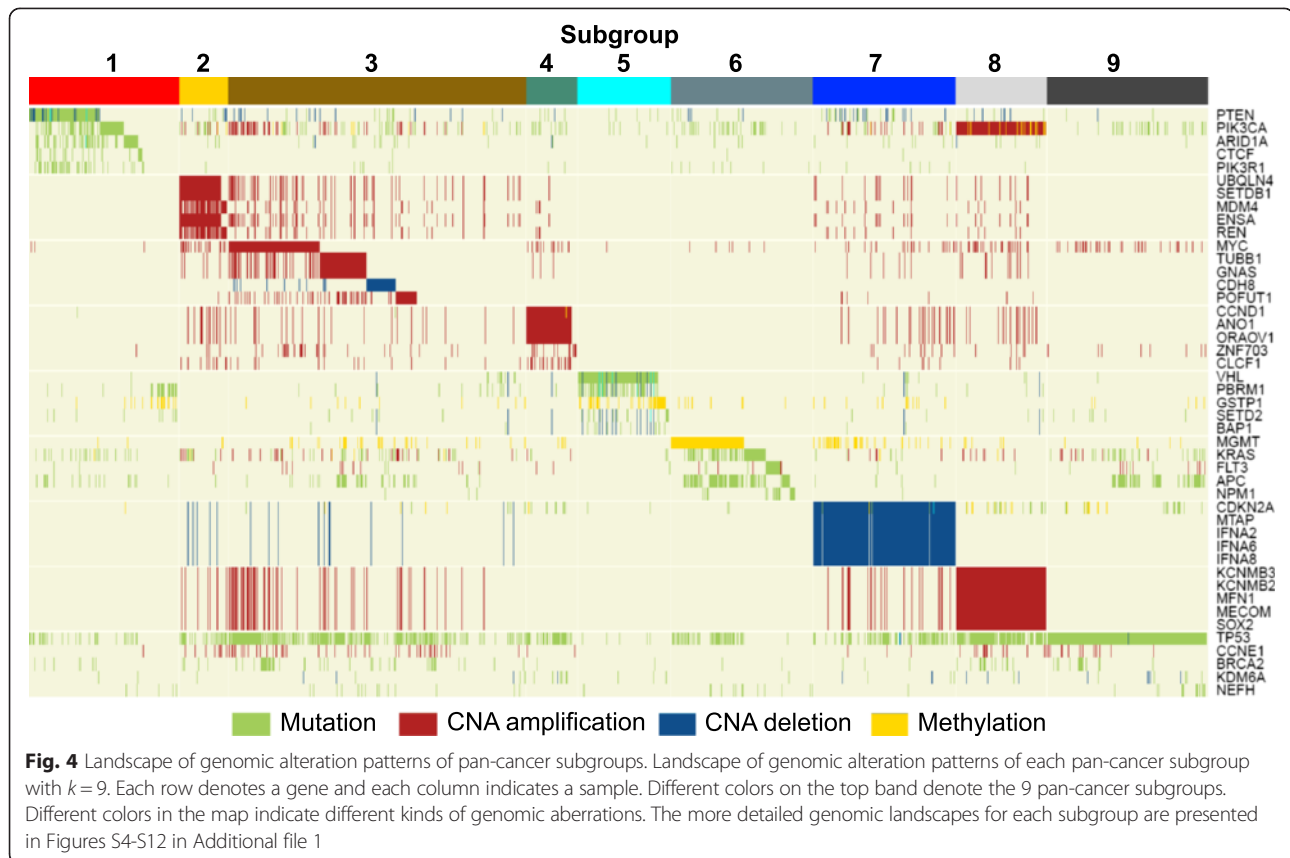 Subgroup
1 2 3 4 5 6 7 8 9
PTEN
PIK3CA
ARID1A
CTCF
PIK3R1
UBQLN4
SETDB1
MDM4
ENSA
REN
MYC
TUBB1
GNAS
CDH8
POFUT1
CCND1
ANO1
ORAOV1
ZNF703
CLCF1
VHL
PBRM1
GSTP1
SETD2
BAP1
MGMT
KRAS
FLT3
APC
NPM1
CDKN2A
MTAP
IFNA2
IFNA6
IFNA8
KCNMB3
KCNMB2
MFN1
MECOM
SOX2
TP53
CCNE1
BRCA2
KDM6A
NEFH
Mutation CNA amplification CNA deletion Methylation
Fig. 4 Landscape of genomic alteration patterns of pan-cancer subgroups. Landscape of genomic alteration patterns of each pan-cancer subgroup
with k = 9. Each row denotes a gene and each column indicates a sample. Different colors on the top band denote the 9 pan-cancer subgroups.
Different colors in the map indicate different kinds of genomic aberrations. The more detailed genomic landscapes for each subgroup are presented
in Figures S4-S12 in Additional file 1